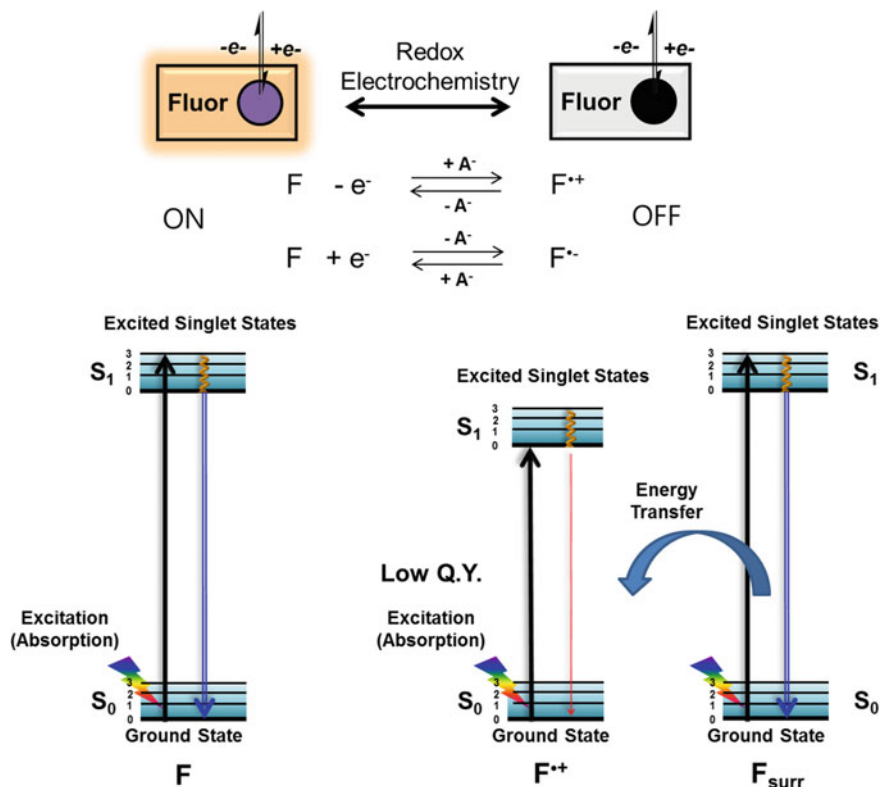 -e- +e-
Redox
Electrochemistry
-e- +e-
Fluor
Fluor
F - e⁻ + A⁻ F•+
- A⁻
ON
OFF
F + e⁻ - A⁻ F•-
+ A⁻
Excited Singlet States
S₁ 3
2
1
0
Excited Singlet States
S₁ 3
2
1
0
Excited Singlet States
3 S₁
2
1
0
Energy
Transfer
Low Q.Y.
Excitation
(Absorption)
Excitation
(Absorption)
S₀ 3
2
1
0
S₀ 3
2
1
0
3 S₀
2
1
0
Ground State
Ground State
Ground State
F
F•+
Fsurr